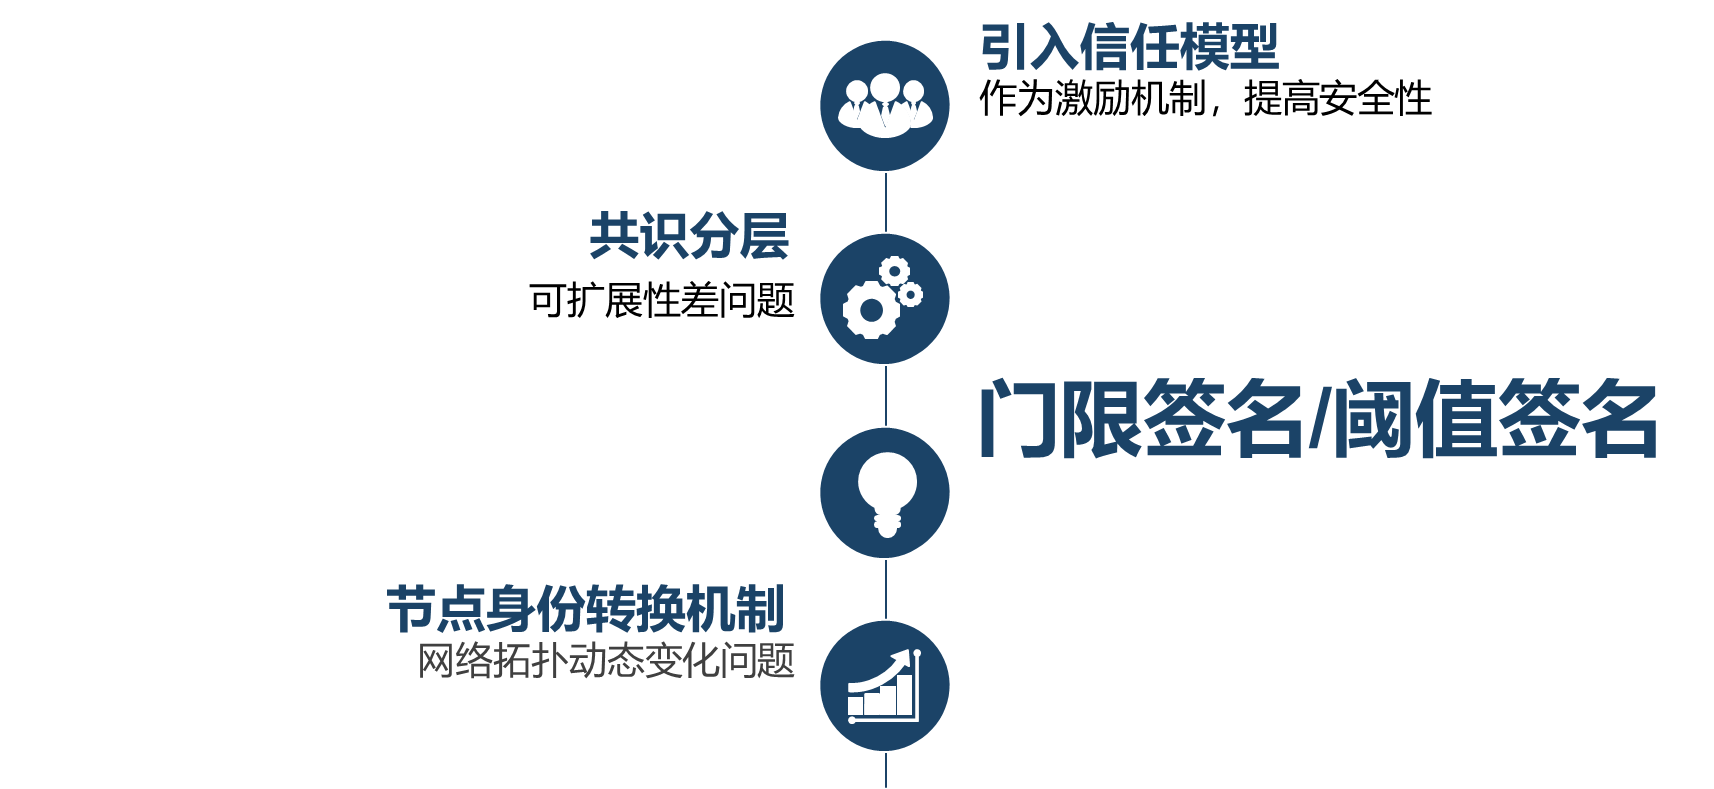 引入信任模型
作为激励机制，提高安全性
共识分层
可扩展性差问题
门限签名/阈值签名
节点身份转换机制
网络拓扑动态变化问题